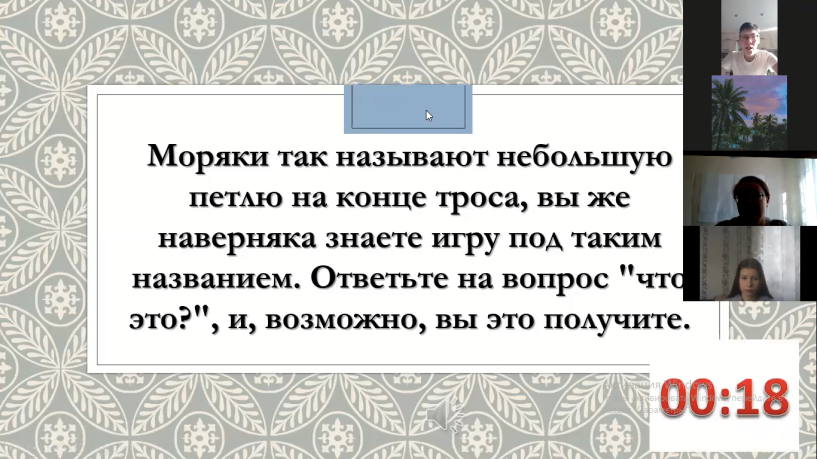 Моряки так называют небольшую
петлю на конце троса, вы же
наверняка знаете игру под таким
названием. Ответьте на вопрос "что
это?", и, возможно, вы это получите.
00:18